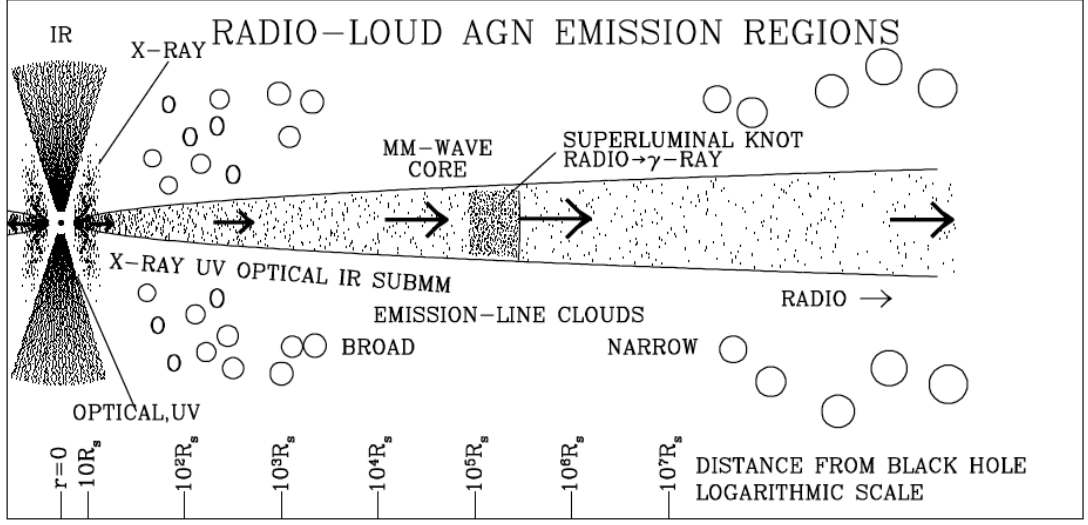 RADIO-LOUD AGN EMISSION REGIONS
IR
X-RAY
SUPERLUMINAL KNOT
RADIO→γ-RAY
MM-WAVE
CORE
X-RAY UV OPTICAL IR SUBMM
RADIO →
EMISSION-LINE CLOUDS
BROAD
NARROW
OPTICAL,UV
r=0
10Rₛ
10²Rₛ
10³Rₛ
10⁴Rₛ
10⁵Rₛ
10⁶Rₛ
10⁷Rₛ
DISTANCE FROM BLACK HOLE
LOGARITHMIC SCALE